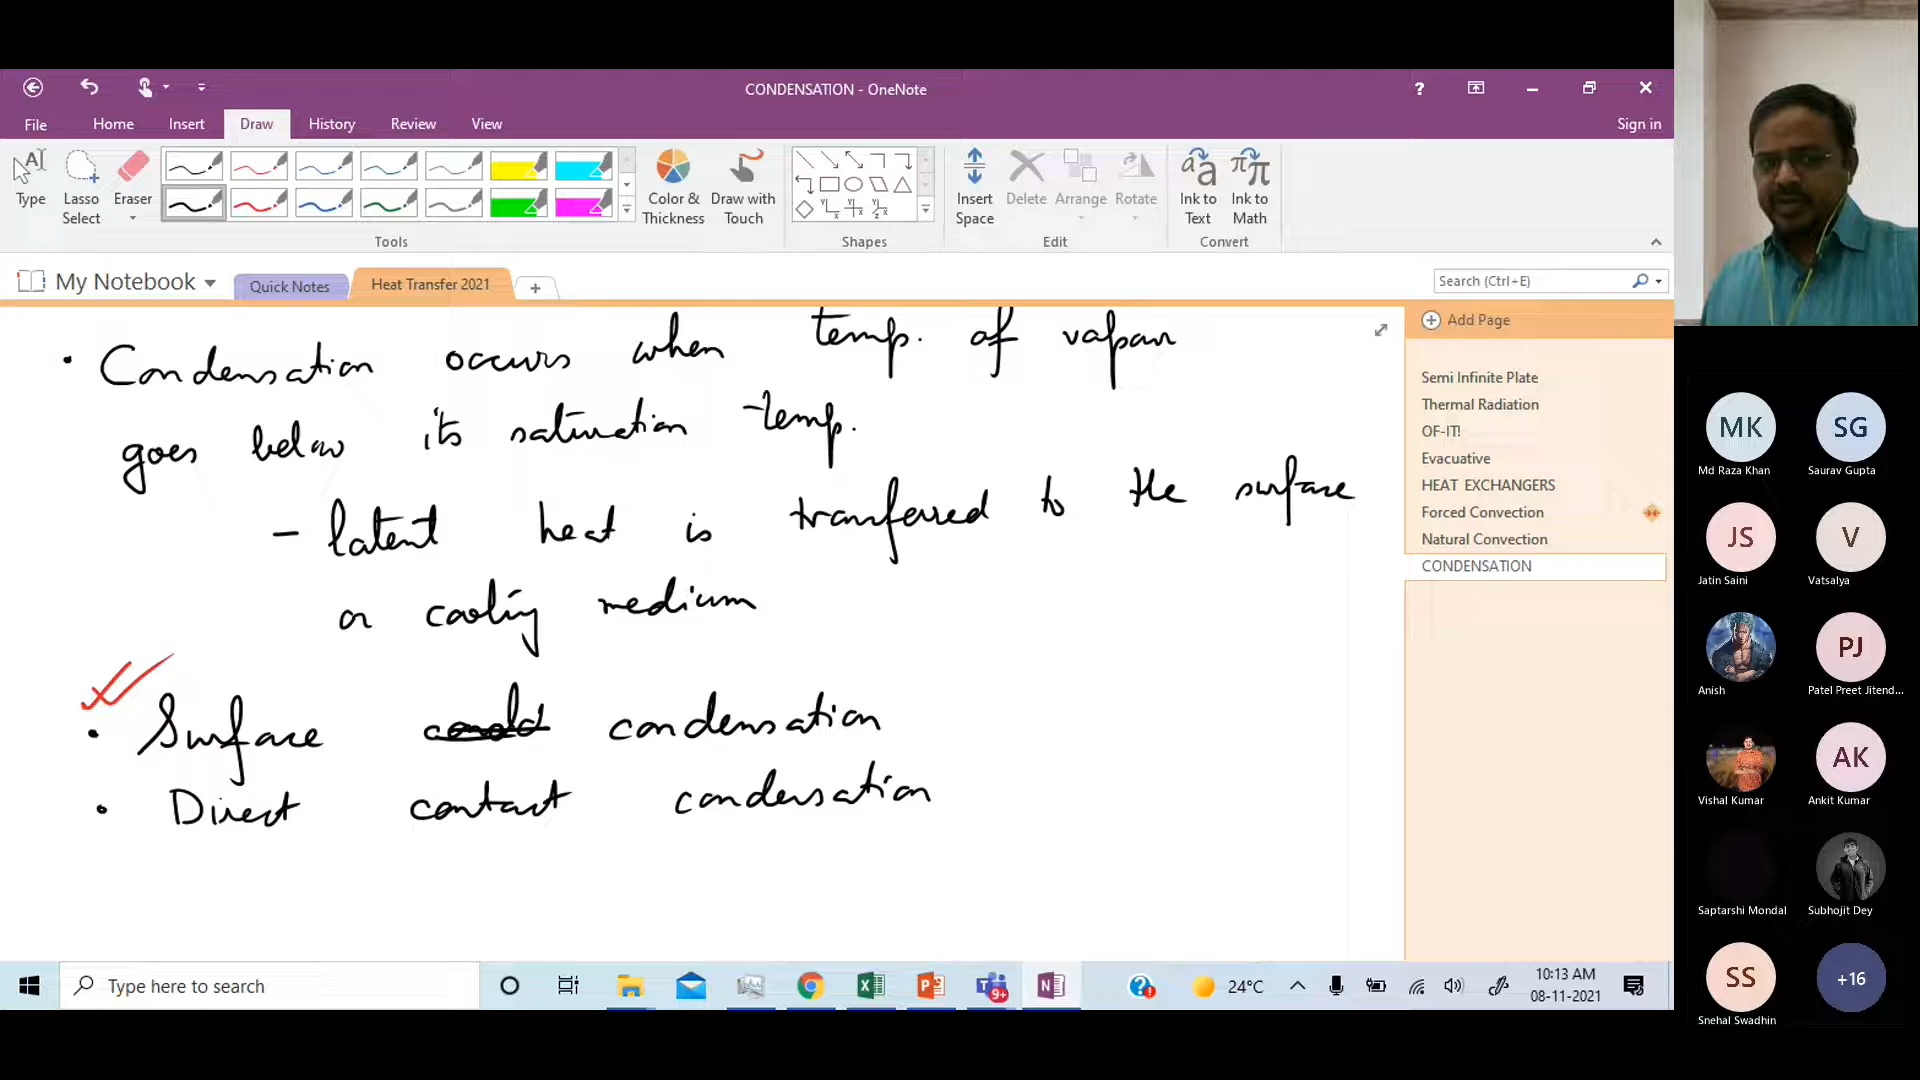 CONDENSATION - OneNote
?
File Home Insert Draw History Review View
Sign in
Type
Lasso Select
Eraser
Color & Thickness
Draw with Touch
Insert Space
Delete
Arrange
Rotate
Ink to Text
Ink to Math
Tools
Shapes
Edit
Convert
My Notebook
Quick Notes
Heat Transfer 2021
+
Search (Ctrl+E)
• Condensation occurs when temp. of vapour
goes below its saturation temp.
- latent heat is transferred to the surface
or cooling medium
• Surface condensation
• Direct contact condensation
Add Page
Semi Infinite Plate
Thermal Radiation
OF-IT!
Evacuative
HEAT EXCHANGERS
Forced Convection
Natural Convection
CONDENSATION
MK
Md Raza Khan
SG
Saurav Gupta
JS
Jatin Saini
V
Vatsalya
Anish
PJ
Patel Preet Jitend...
Vishal Kumar
AK
Ankit Kumar
Saptarshi Mondal
Subhojit Dey
SS
Snehal Swadhin
+16
Type here to search
9+
24°C
10:13 AM
08-11-2021